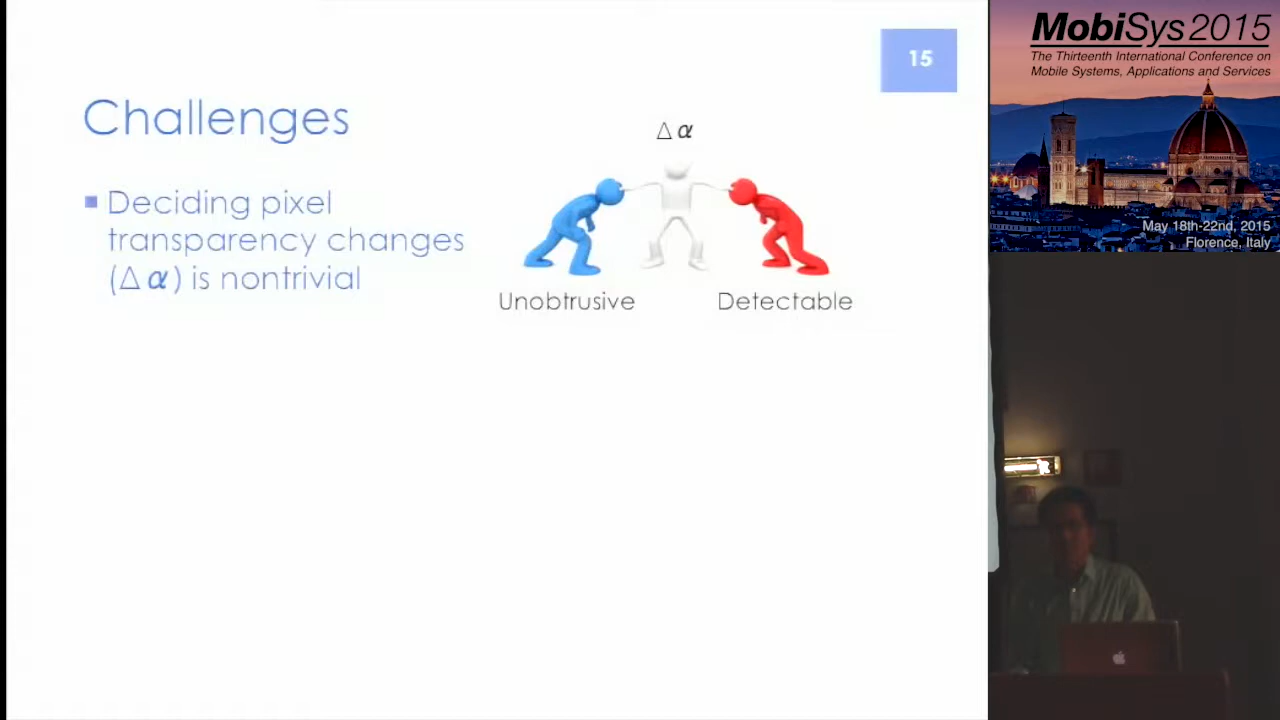 15
Challenges
Δ α
Deciding pixel
transparency changes
(Δ α) is nontrivial
Unobtrusive
Detectable
MobiSys 2015
The Thirteenth International Conference on
Mobile Systems, Applications and Services
May 18th-22nd, 2015
Florence, Italy